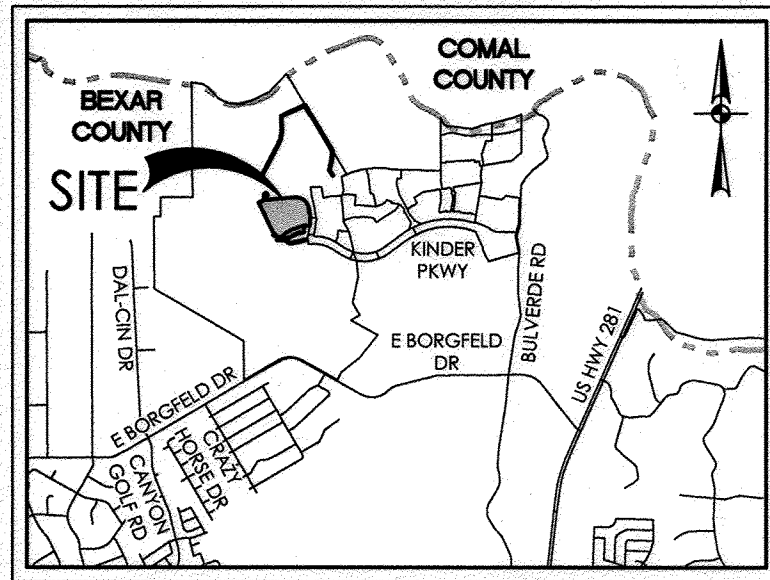 COMAL
COUNTY
BEXAR
COUNTY
SITE
KINDER
PKWY
DAL-CIN DR
BULVERDE RD
E BORGFELD
DR
US HWY 281
E BORGFELD DR
CRAZY
HORSE DR
CANYON
GOLF RD